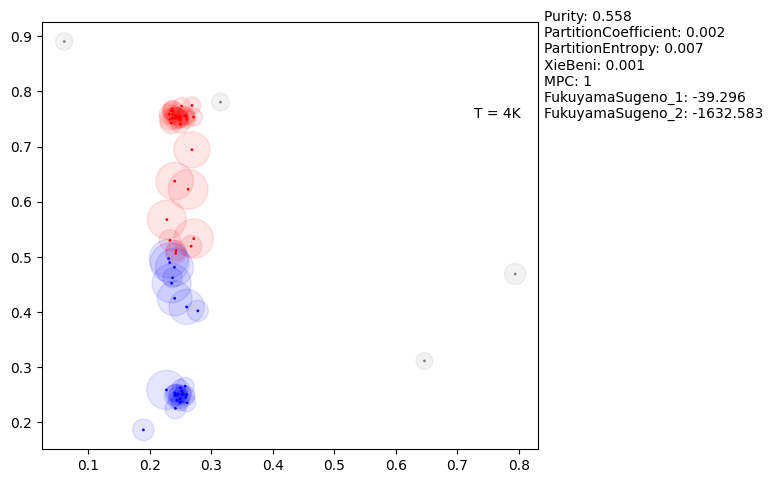 Purity: 0.558
PartitionCoefficient: 0.002
PartitionEntropy: 0.007
XieBeni: 0.001
MPC: 1
FukuyamaSugeno_1: -39.296
FukuyamaSugeno_2: -1632.583
T = 4K
0.9
0.8
0.7
0.6
0.5
0.4
0.3
0.2
0.1 0.2 0.3 0.4 0.5 0.6 0.7 0.8